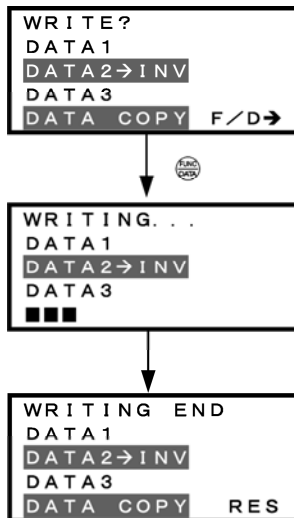 WRITE?
DATA1
DATA2→INV
DATA3
DATA COPY F/D→
FUNC
DATA
WRITING...
DATA1
DATA2→INV
DATA3
WRITING END
DATA1
DATA2→INV
DATA3
DATA COPY RES